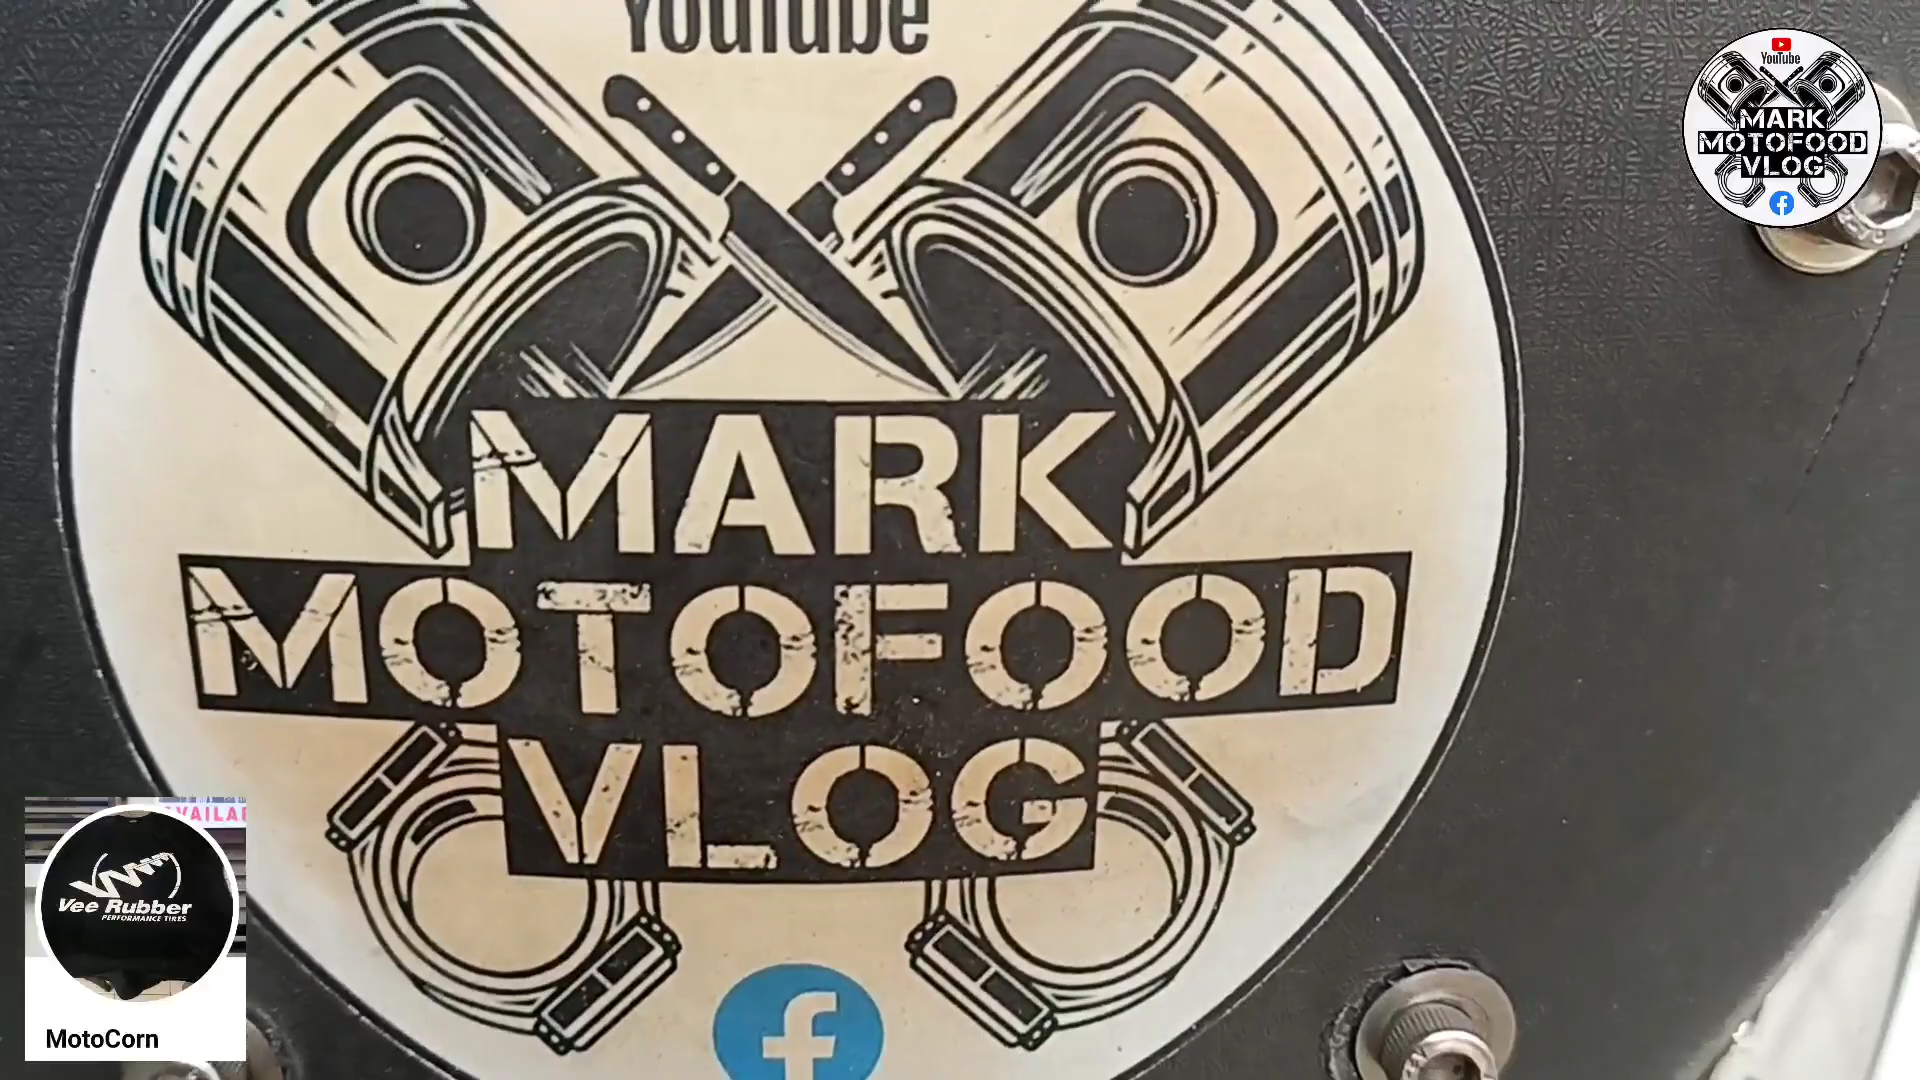 YouTube
MARK
MOTOFOOD
VLOG
f
YouTube
MARK
MOTOFOOD
VLOG
f
Vee Rubber
PERFORMANCE TIRES
MotoCorn